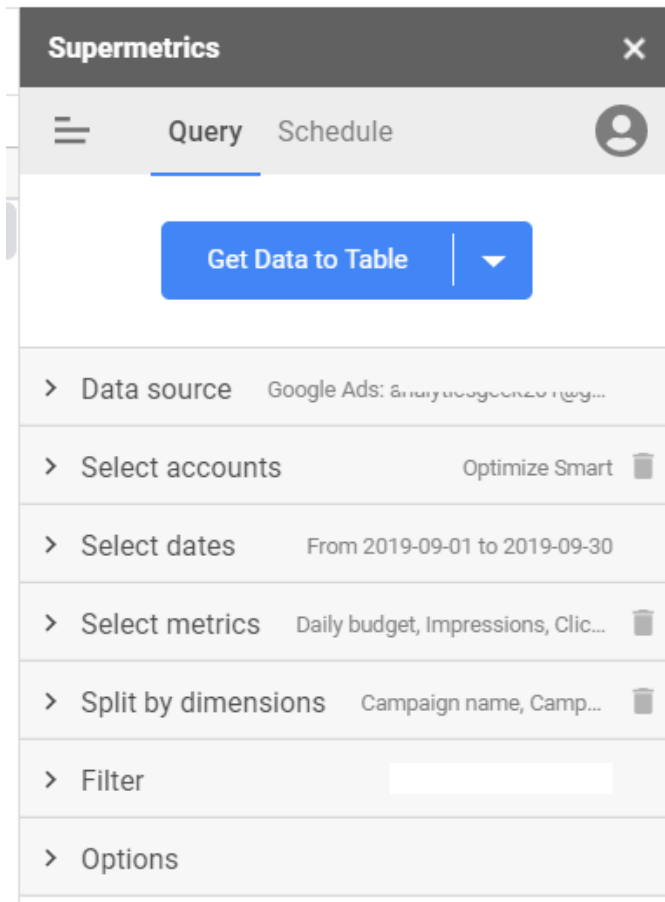 Supermetrics
Query Schedule
Get Data to Table
Data source Google Ads:
Select accounts Optimize Smart
Select dates From 2019-09-01 to 2019-09-30
Select metrics Daily budget, Impressions, Clic...
Split by dimensions Campaign name, Camp...
Filter
Options